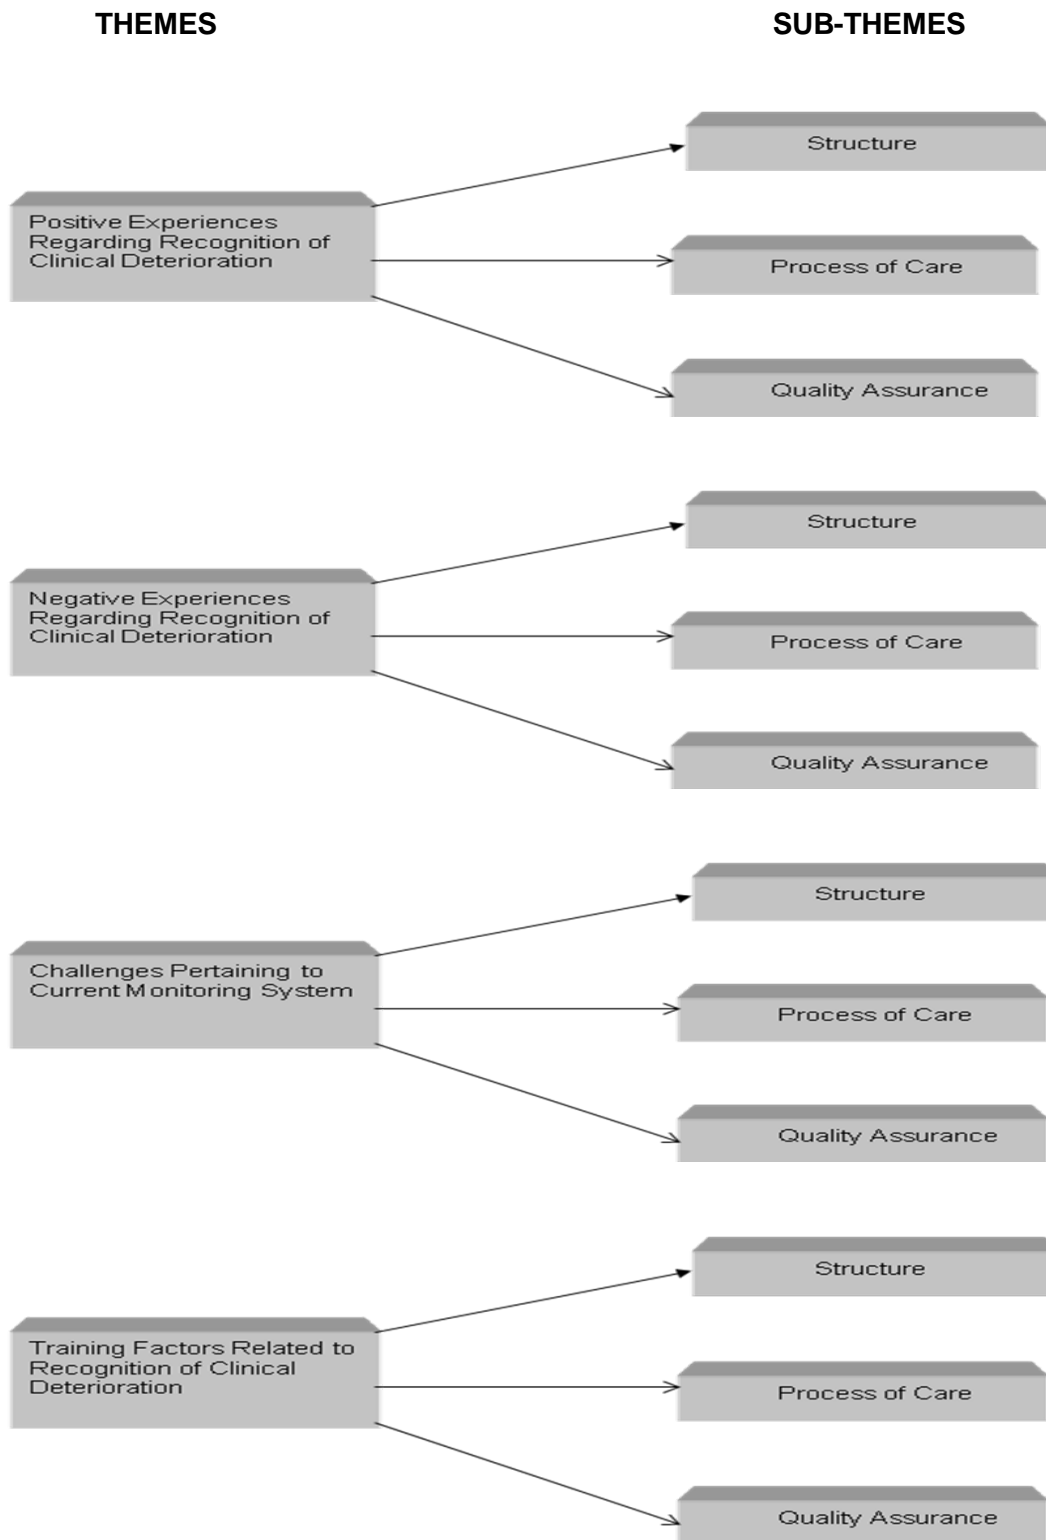 THEMES
SUB-THEMES
Structure
Positive Experiences
Regarding Recognition of
Clinical Deterioration
Process of Care
Quality Assurance
Structure
Negative Experiences
Regarding Recognition of
Clinical Deterioration
Process of Care
Quality Assurance
Structure
Challenges Pertaining to
Current Monitoring System
Process of Care
Quality Assurance
Structure
Training Factors Related to
Recognition of Clinical
Deterioration
Process of Care
Quality Assurance